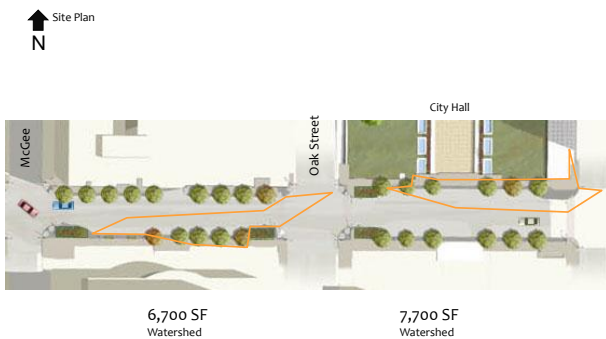 Site Plan
N
City Hall
McGee
Oak Street
6,700 SF
Watershed
7,700 SF
Watershed